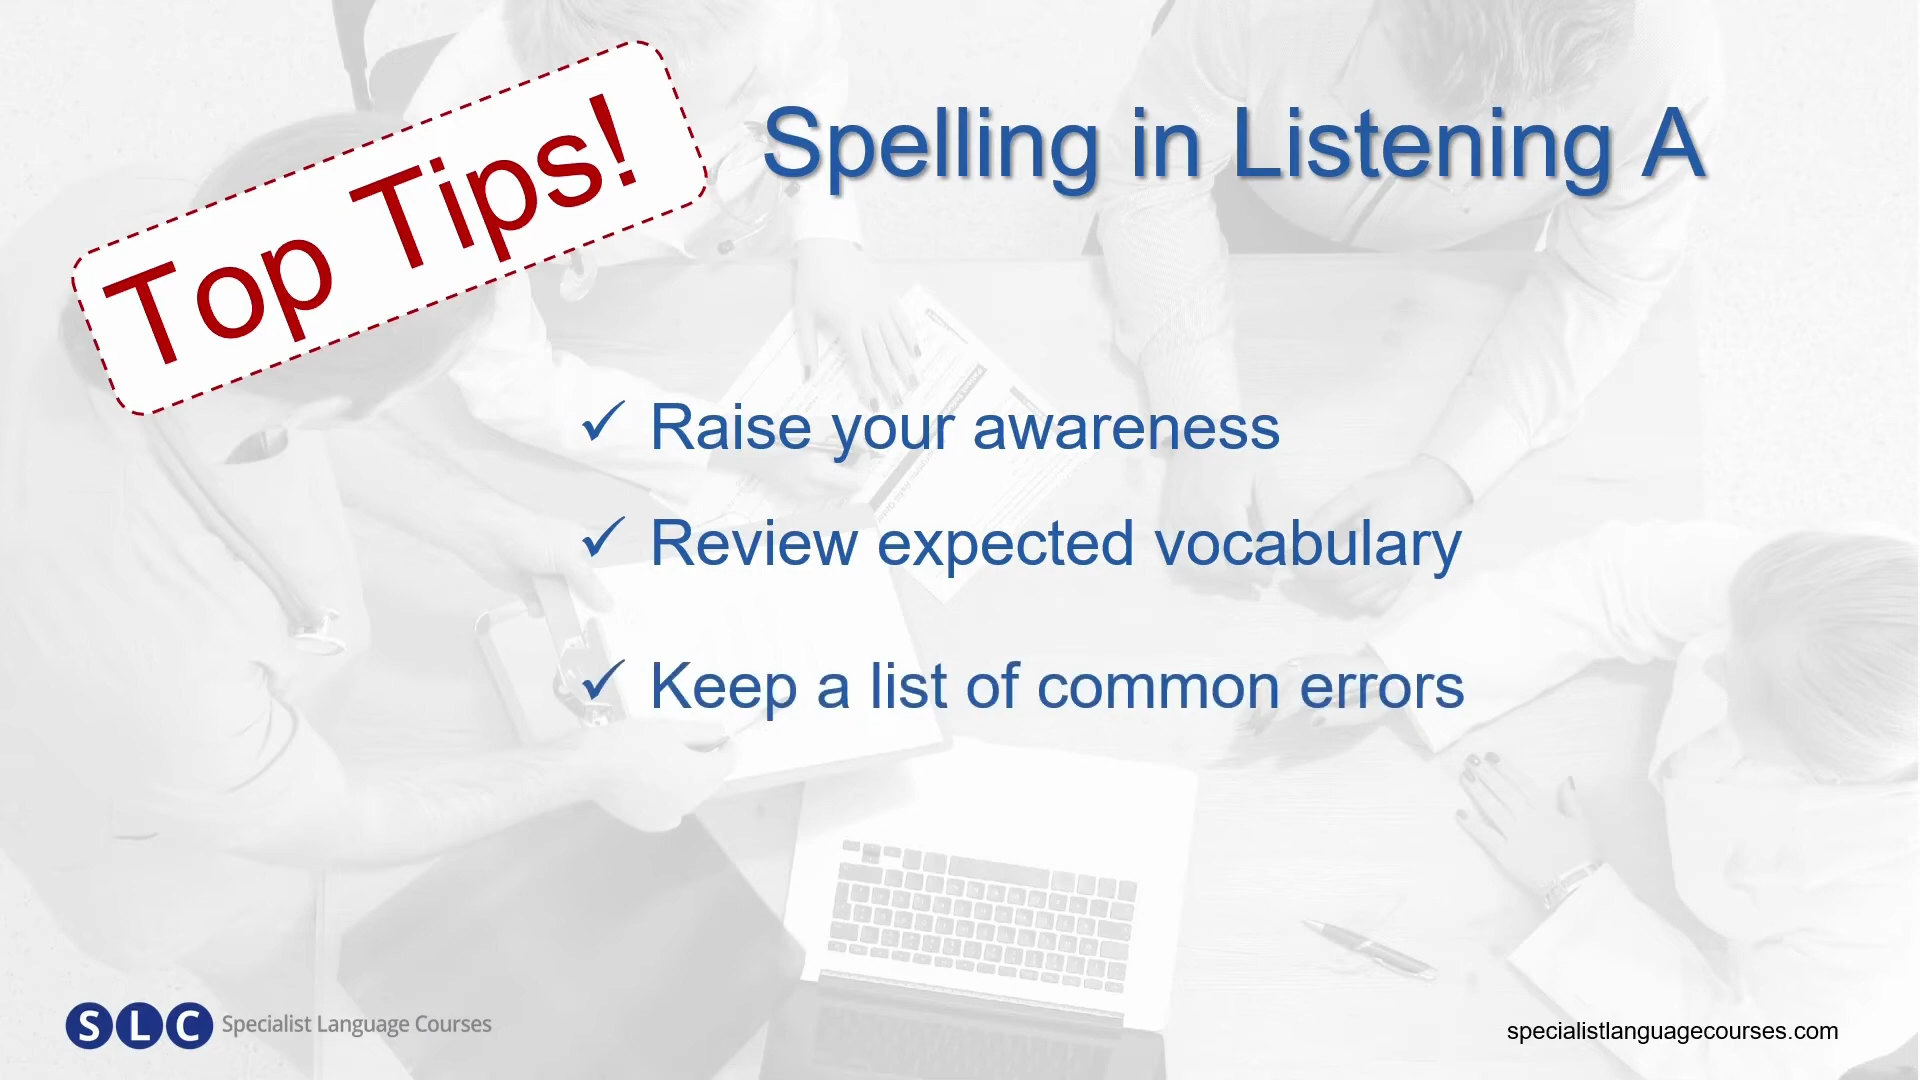 Top Tips!
Spelling in Listening A
✓ Raise your awareness
✓ Review expected vocabulary
✓ Keep a list of common errors
SLC Specialist Language Courses
specialistlanguagecourses.com